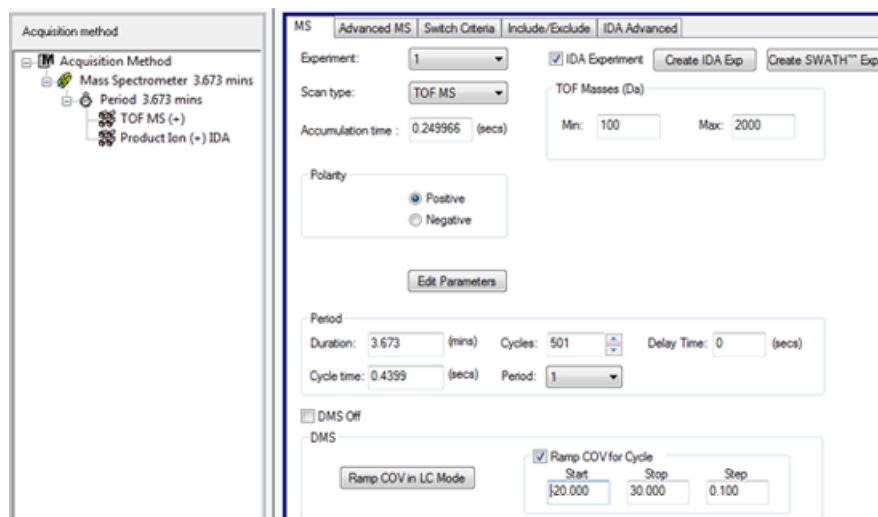 Acquisition method
Acquisition Method
Mass Spectrometer 3.673 mins
Period 3.673 mins
TOF MS (+)
Product Ion (+) IDA
MS Advanced MS Switch Criteria Include/Exclude IDA Advanced
Experiment: 1 IDA Experiment Create IDA Exp Create SWATH™ Exp
Scan type: TOF MS TOF Masses (Da)
Accumulation time : 0.249966 (secs) Min: 100 Max: 2000
Polarity
Positive
Negative
Edit Parameters
Period
Duration: 3.673 (mins) Cycles: 501 Delay Time: 0 (secs)
Cycle time: 0.4399 (secs) Period: 1
DMS Off
DMS
Ramp COV for Cycle
Ramp COV in LC Mode Start Stop Step
-20.000 30.000 0.100